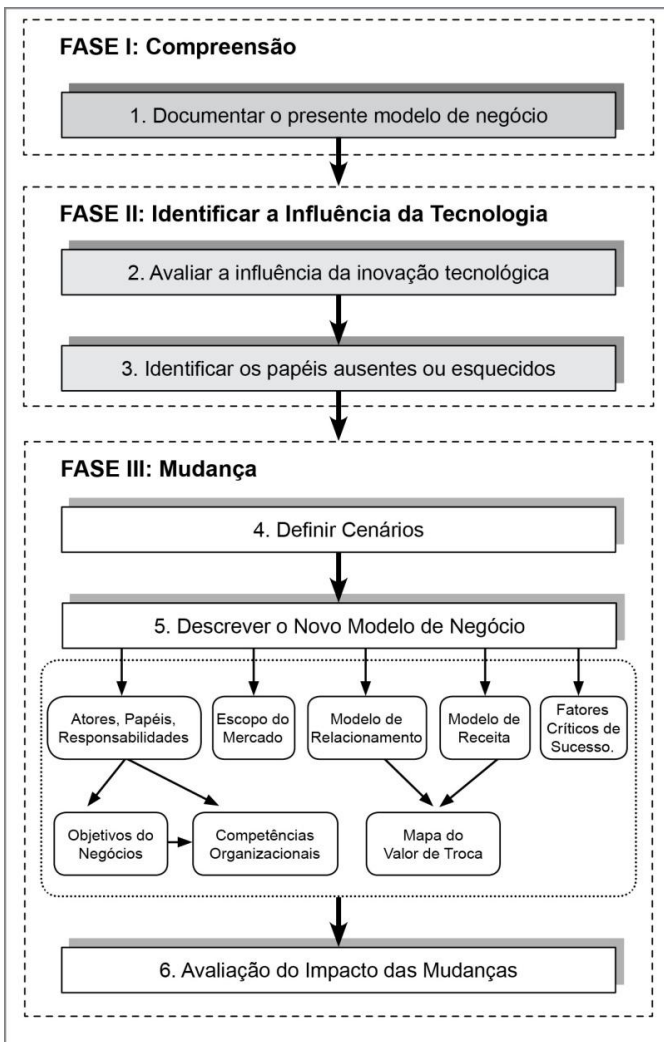 FASE I: Compreensão
1. Documentar o presente modelo de negócio
FASE II: Identificar a Influência da Tecnologia
2. Avaliar a influência da inovação tecnológica
3. Identificar os papéis ausentes ou esquecidos
FASE III: Mudança
4. Definir Cenários
5. Descrever o Novo Modelo de Negócio
Atores, Papéis,
Responsabilidades
Escopo do
Mercado
Modelo de
Relacionamento
Modelo de
Receita
Fatores
Críticos de
Sucesso.
Objetivos do
Negócios
Competências
Organizacionais
Mapa do
Valor de Troca
6. Avaliação do Impacto das Mudanças